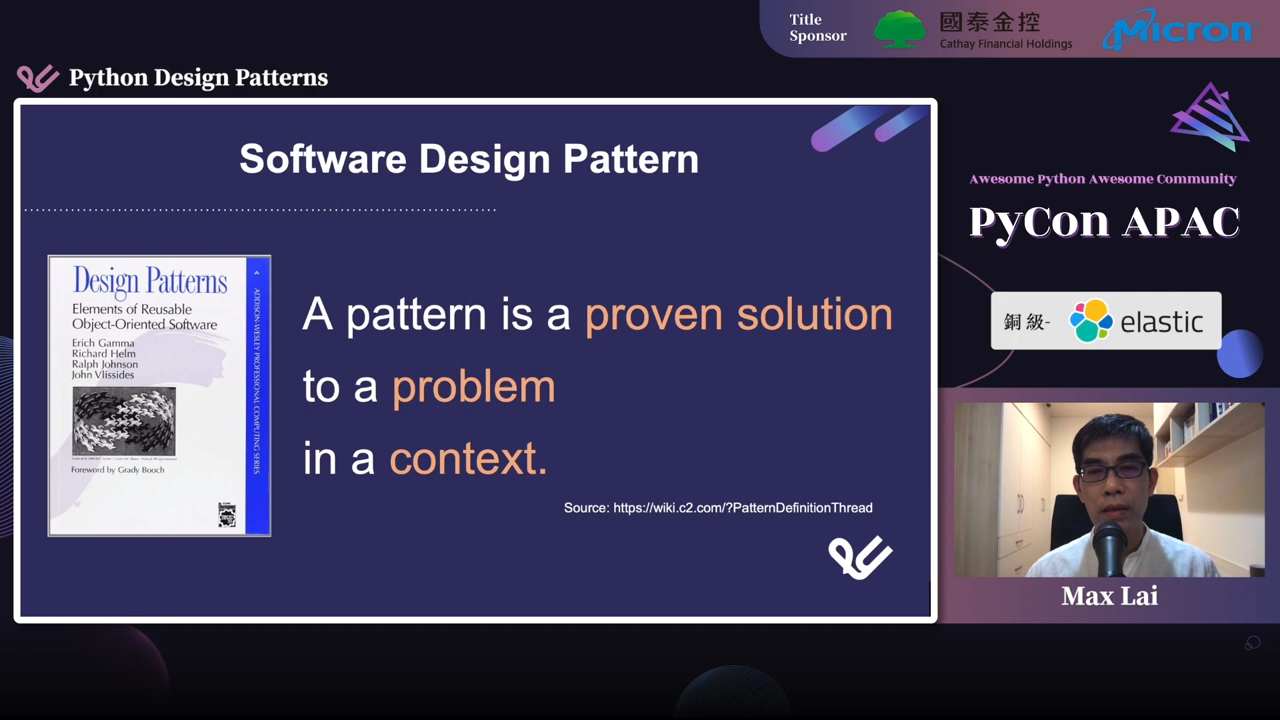 Title
Sponsor
國泰金控
Cathay Financial Holdings
Micron
Python Design Patterns
Software Design Pattern
Design Patterns
Elements of Reusable
Object-Oriented Software
Erich Gamma
Richard Helm
Ralph Johnson
John Vlissides
Foreword by Grady Booch
ADDISON-WESLEY PROFESSIONAL COMPUTING SERIES
A pattern is a proven solution
to a problem
in a context.
Source: https://wiki.c2.com/?PatternDefinitionThread
Awesome Python Awesome Community
PyCon APAC
銅級- elastic
Max Lai